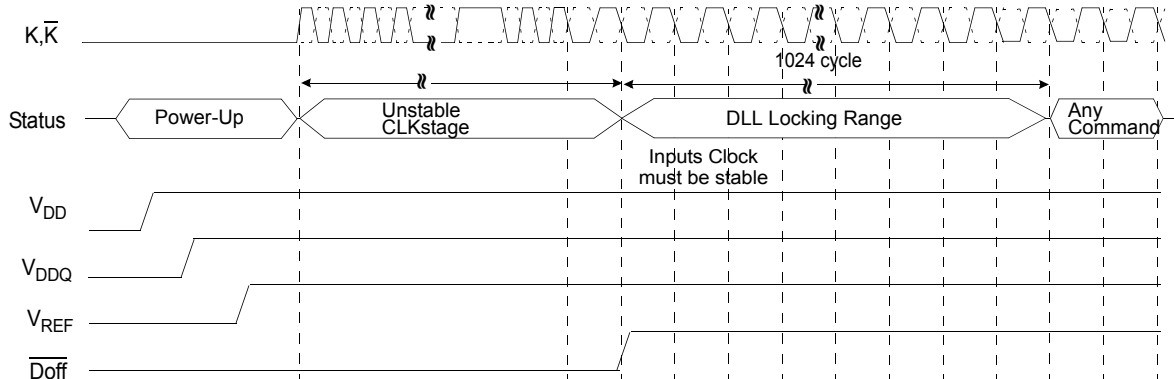 K,K̅
1024 cycle
Status
Power-Up
Unstable
CLKstage
DLL Locking Range
Any
Command
Inputs Clock
must be stable
VDD
VDDQ
VREF
D̅o̅f̅f̅